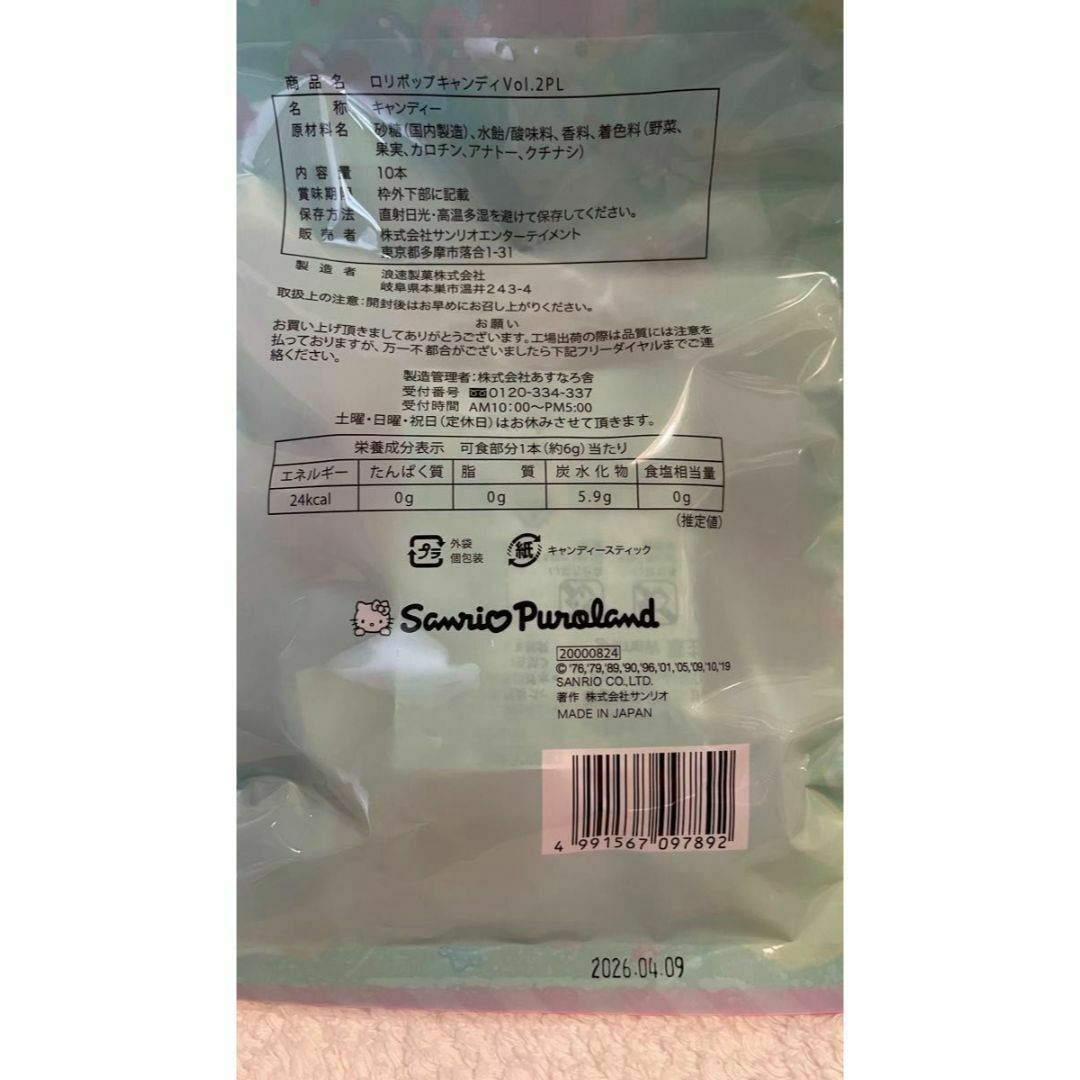 商品名 ロリポップキャンディVol.2PL
名称 キャンディー
原材料名 砂糖(国内製造)、水飴/酸味料、香料、着色料(野菜、
果実、カロチン、アナトー、クチナシ)
内容量 10本
賞味期限 枠外下部に記載
保存方法 直射日光・高温多湿を避けて保存してください。
販売者 株式会社サンリオエンターテイメント
東京都多摩市落合1-31
製造者 浪速製菓株式会社
岐阜県本巣市温井243-4
取扱上の注意:開封後はお早めにお召し上がりください。
お願い
お買い上げ頂きましてありがとうございます。工場出荷の際は品質には注意を
払っておりますが、万一不都合がございましたら下記フリーダイヤルまでご連
絡ください。
製造管理者:株式会社あすなろ舎
受付番号 0120-334-337
受付時間 AM10:00〜PM5:00
土曜・日曜・祝日(定休日)はお休みさせて頂きます。
栄養成分表示 可食部分1本(約6g)当たり
エネルギー たんぱく質 脂質 炭水化物 食塩相当量
24kcal 0g 0g 5.9g 0g
(推定値)
プラ 外袋
個包装
紙 キャンディースティック
Sanrio Puroland
20000824
©'76,'79,'89,'90,'96,'01,'05,'09,'10,'19
SANRIO CO.,LTD.
著作 株式会社サンリオ
MADE IN JAPAN
4 991567 097892
2026.04.09